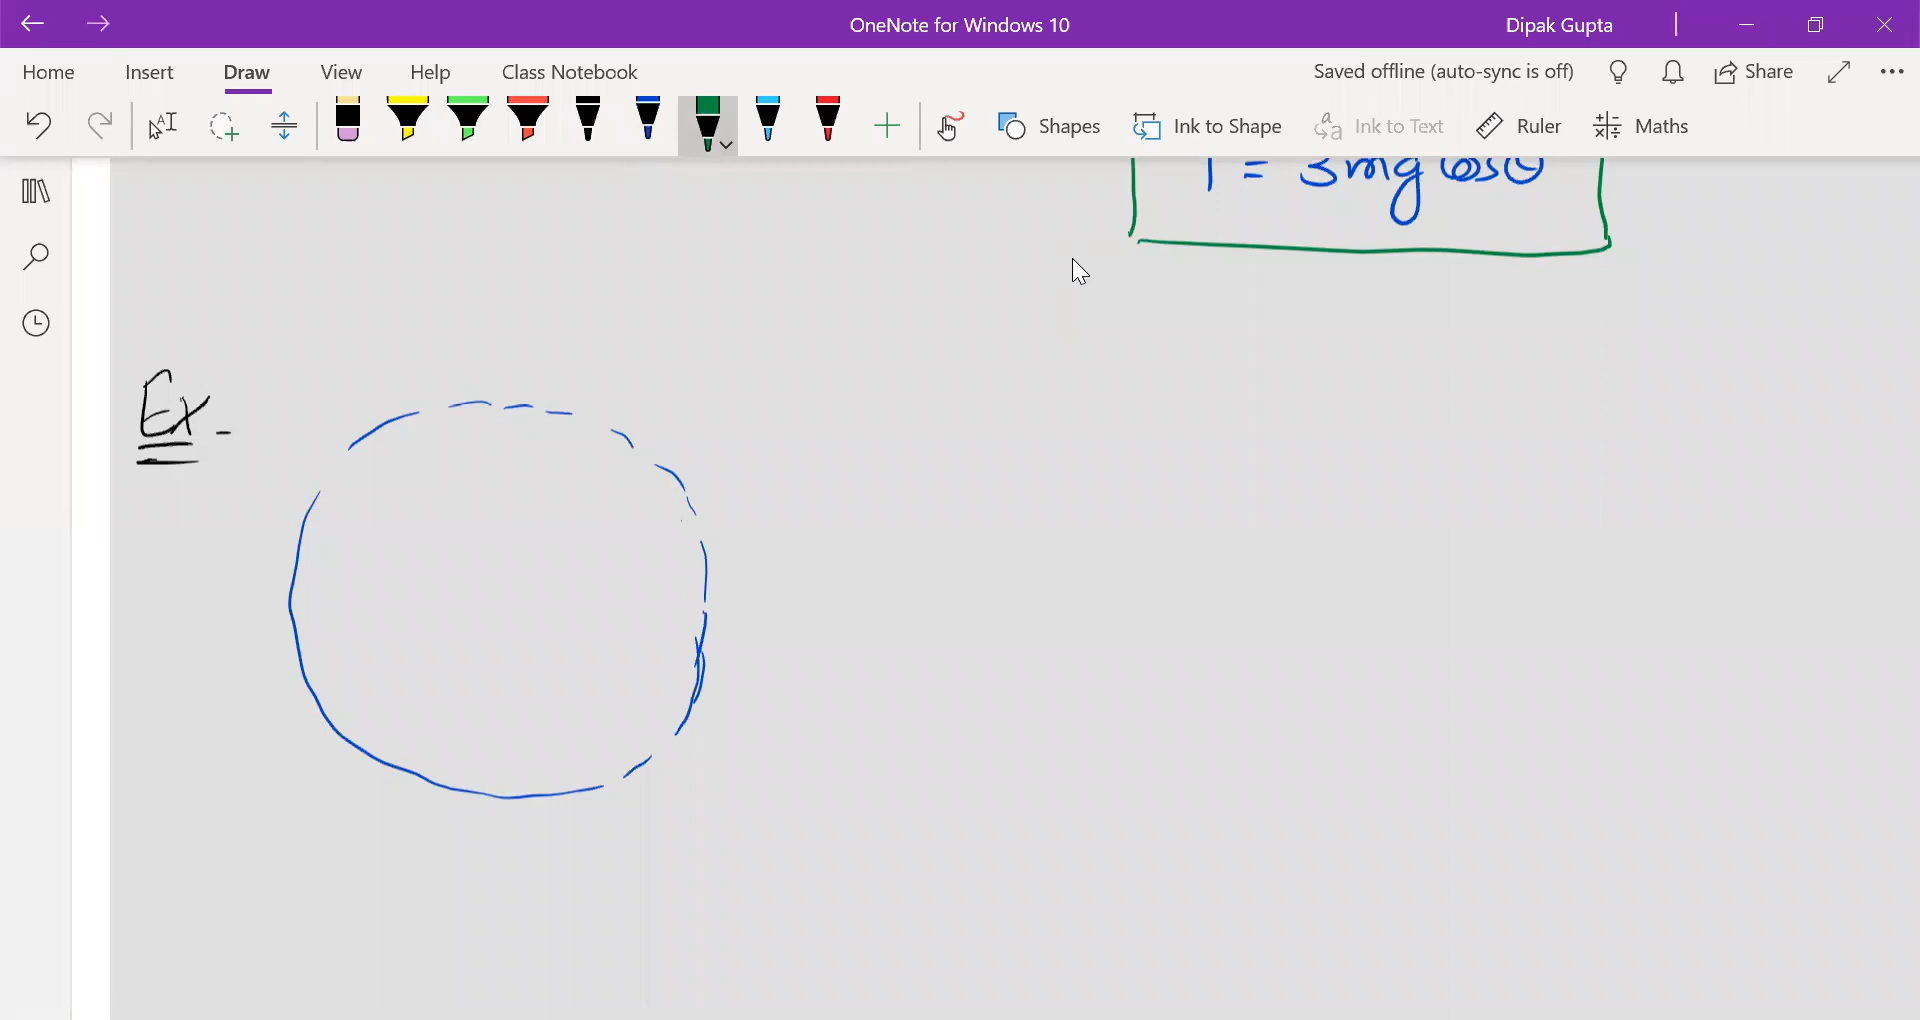 OneNote for Windows 10
Dipak Gupta
Home
Insert
Draw
View
Help
Class Notebook
Saved offline (auto-sync is off)
Share
Shapes
Ink to Shape
Ink to Text
Ruler
Maths
T = 3mg cosθ
Ex -